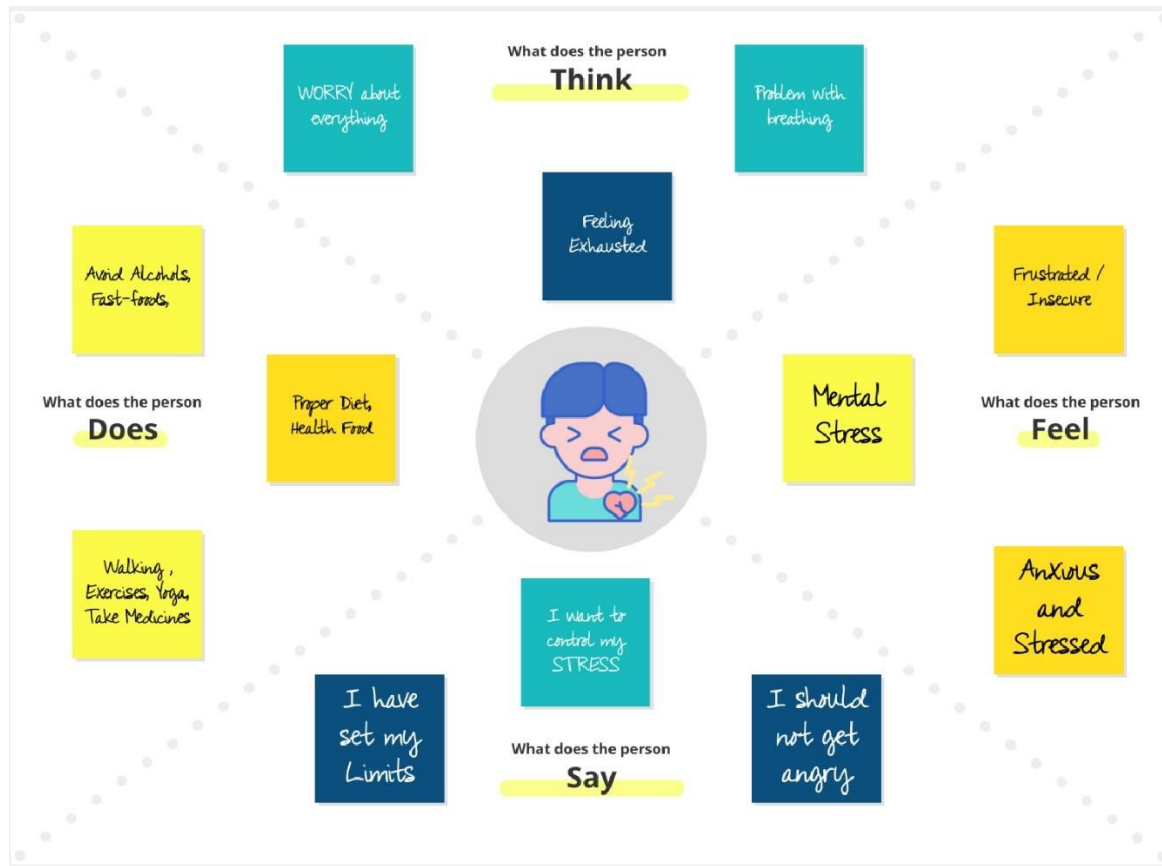 What does the person
Think
WORRY about
everything
Problem with
breathing
Feeling
Exhausted
Avoid Alcohols,
Fast-foods,
What does the person
Does
Proper Diet,
Health Food
Walking ,
Exercises, Yoga,
Take Medicines
Mental
Stress
Frustrated /
Insecure
What does the person
Feel
Anxious
and
Stressed
I want to
control my
STRESS
I have
set my
Limits
What does the person
Say
I should
not get
angry